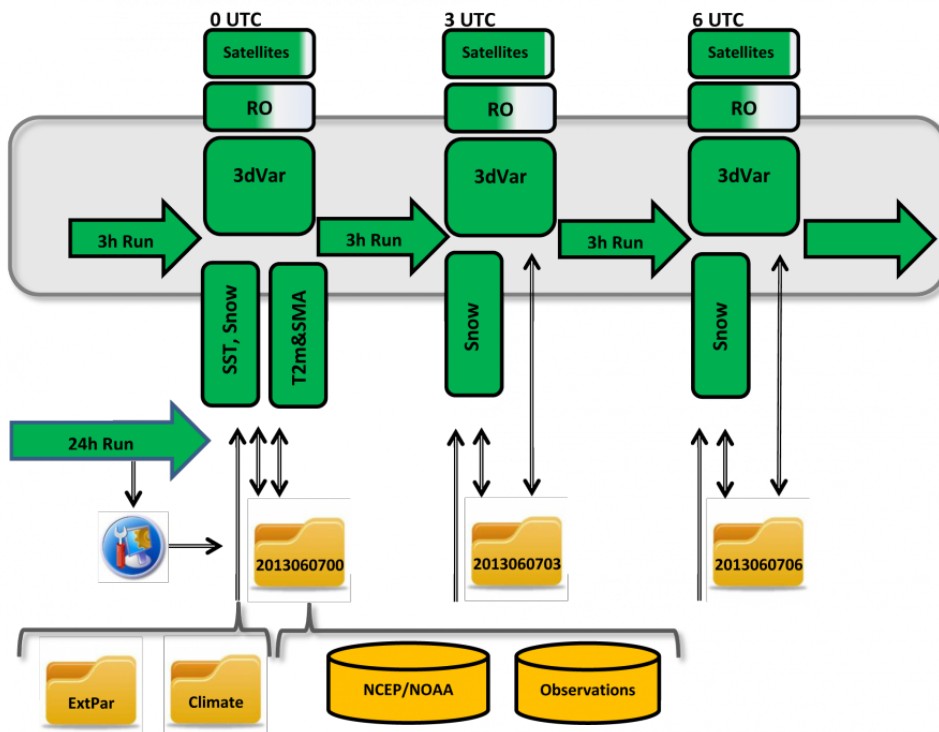 0 UTC
3 UTC
6 UTC
Satellites
Satellites
Satellites
RO
RO
RO
3dVar
3dVar
3dVar
3h Run
3h Run
3h Run
SST, Snow
T2m&SMA
Snow
Snow
24h Run
2013060700
2013060703
2013060706
ExtPar
Climate
NCEP/NOAA
Observations